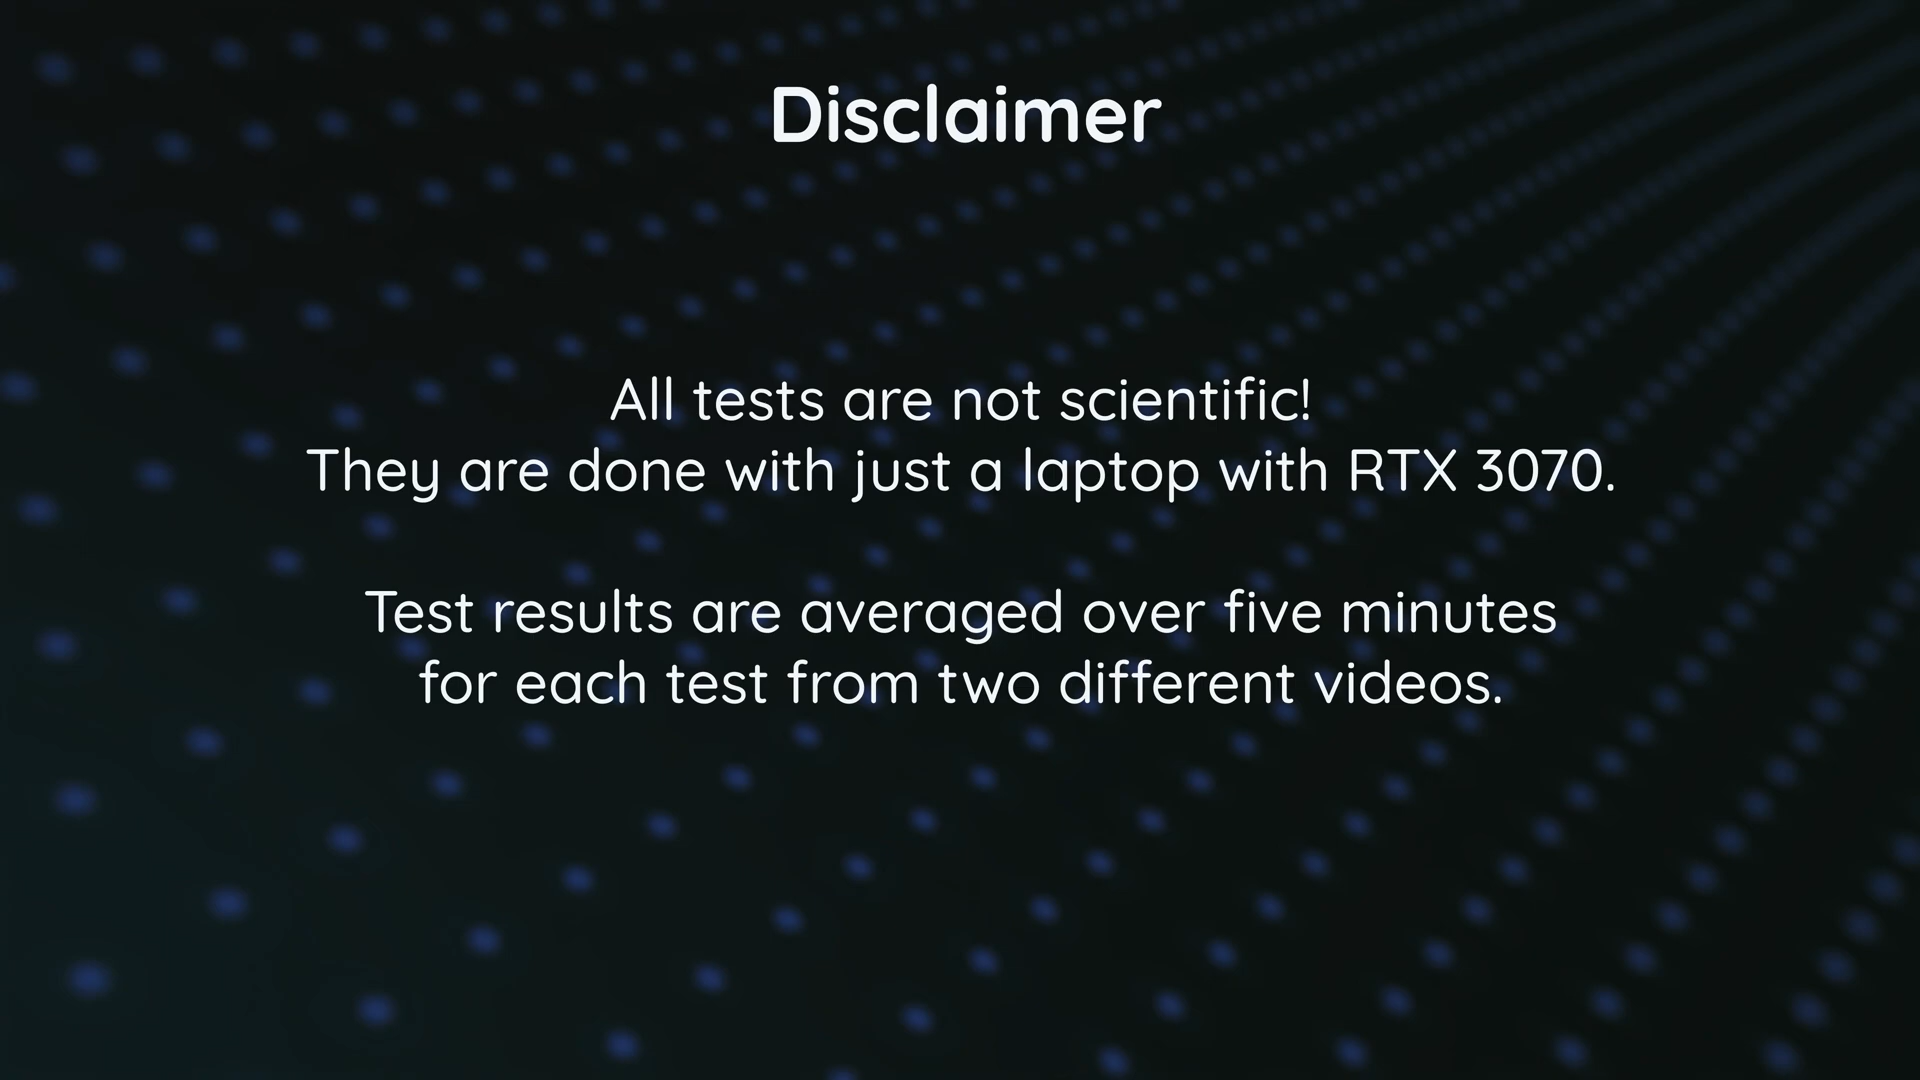 Disclaimer
All tests are not scientific!
They are done with just a laptop with RTX 3070.
Test results are averaged over five minutes
for each test from two different videos.